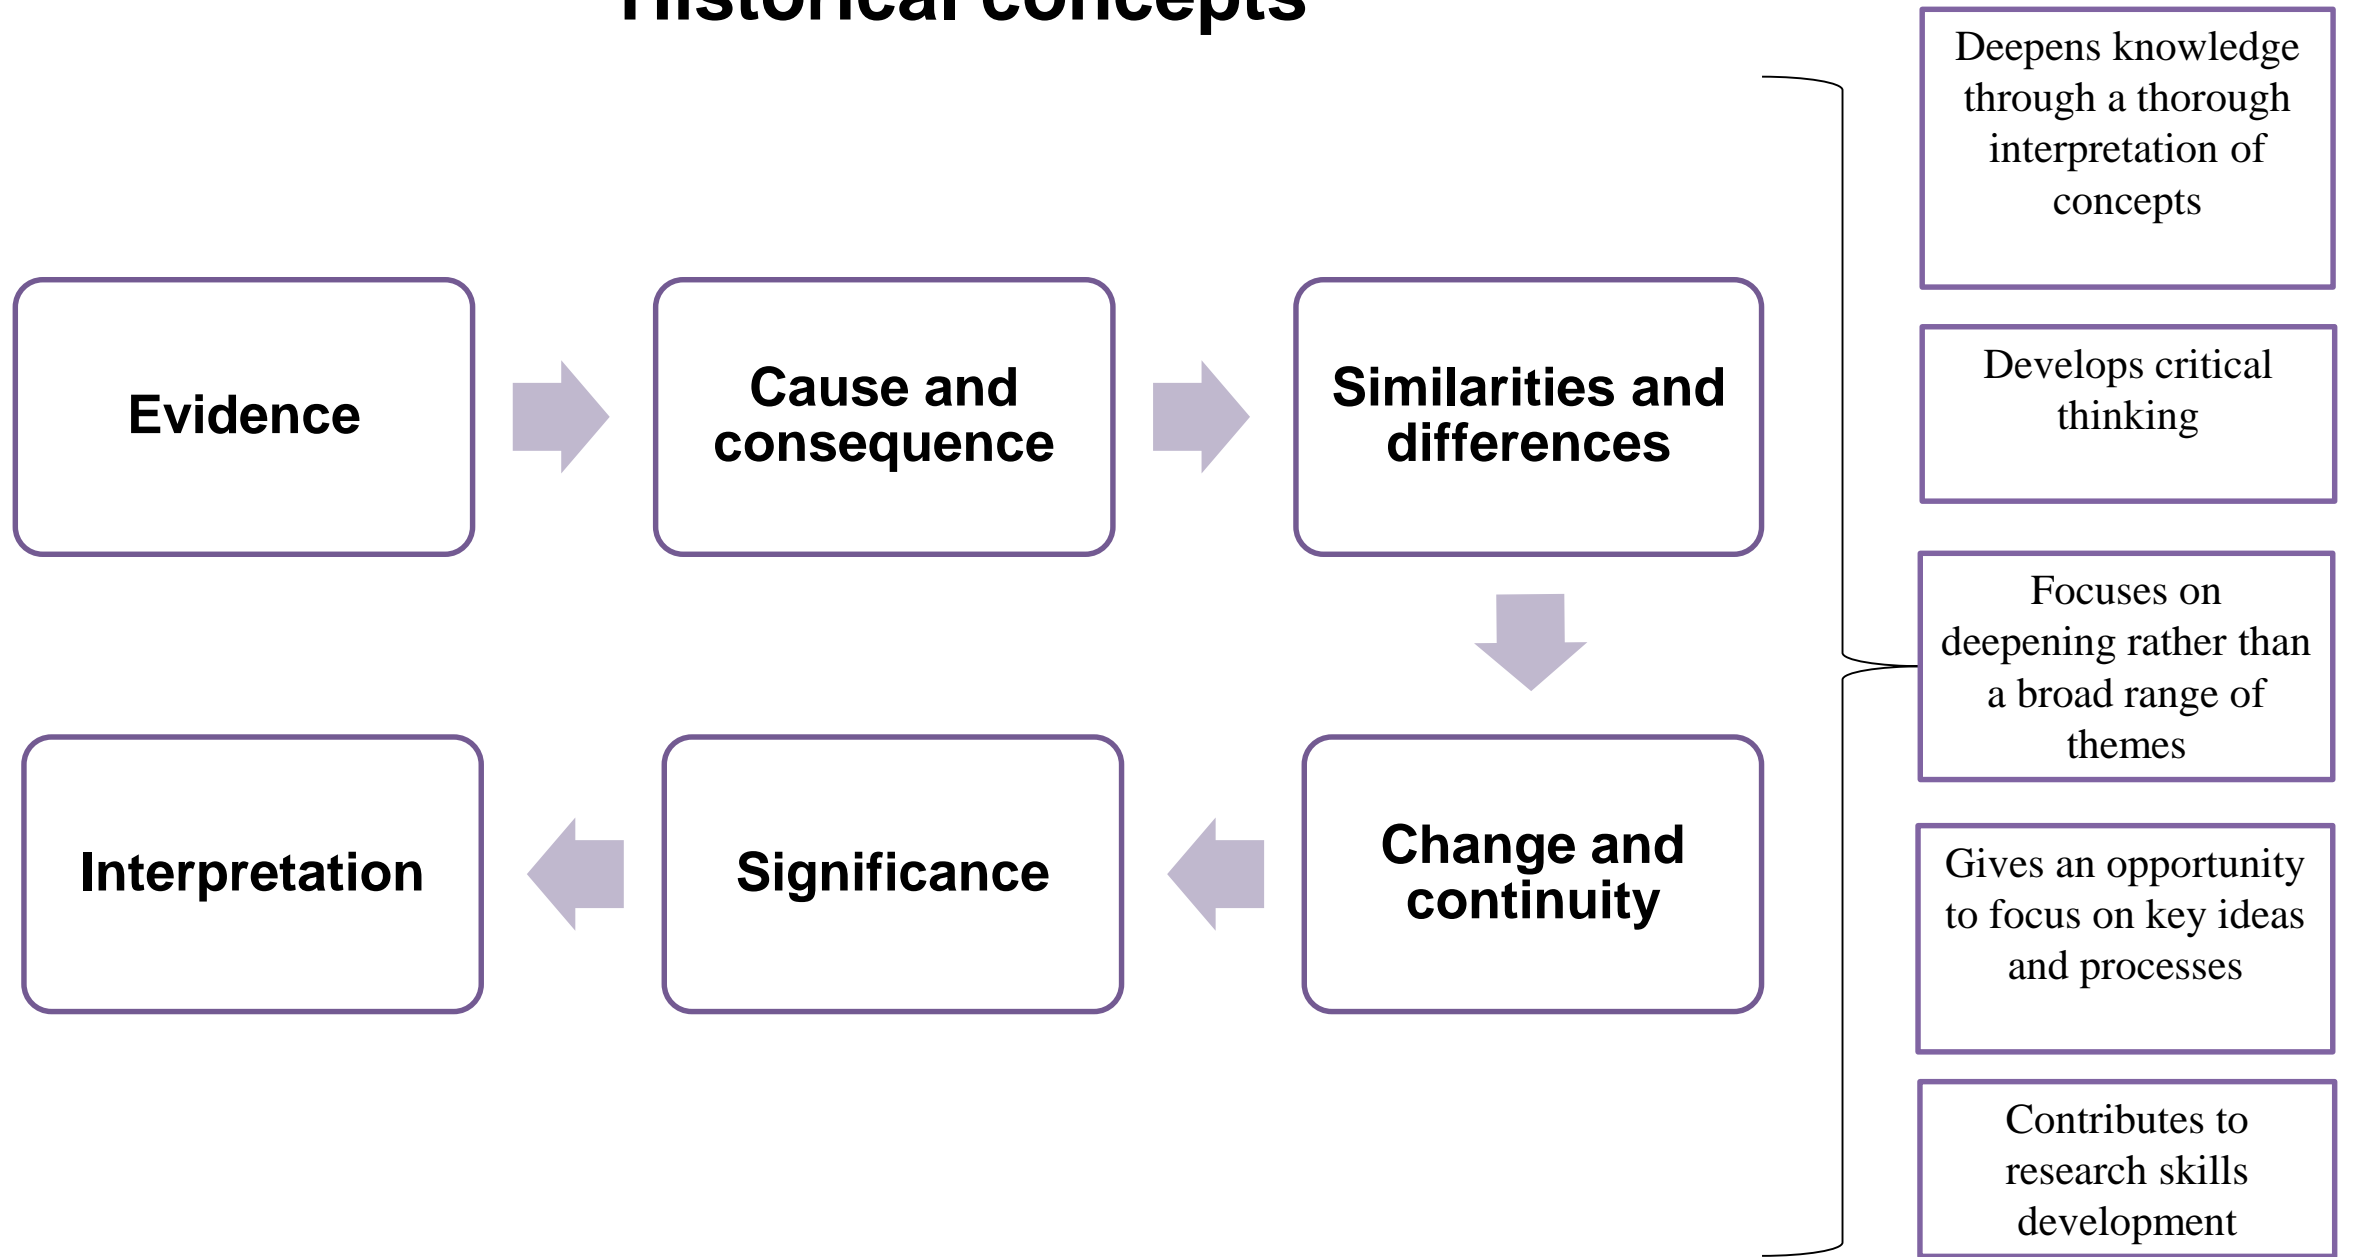 Historical concepts
Evidence
Cause and
consequence
Similarities and
differences
Change and
continuity
Significance
Interpretation
Deepens knowledge
through a thorough
interpretation of
concepts
Develops critical
thinking
Focuses on
deepening rather than
a broad range of
themes
Gives an opportunity
to focus on key ideas
and processes
Contributes to
research skills
development